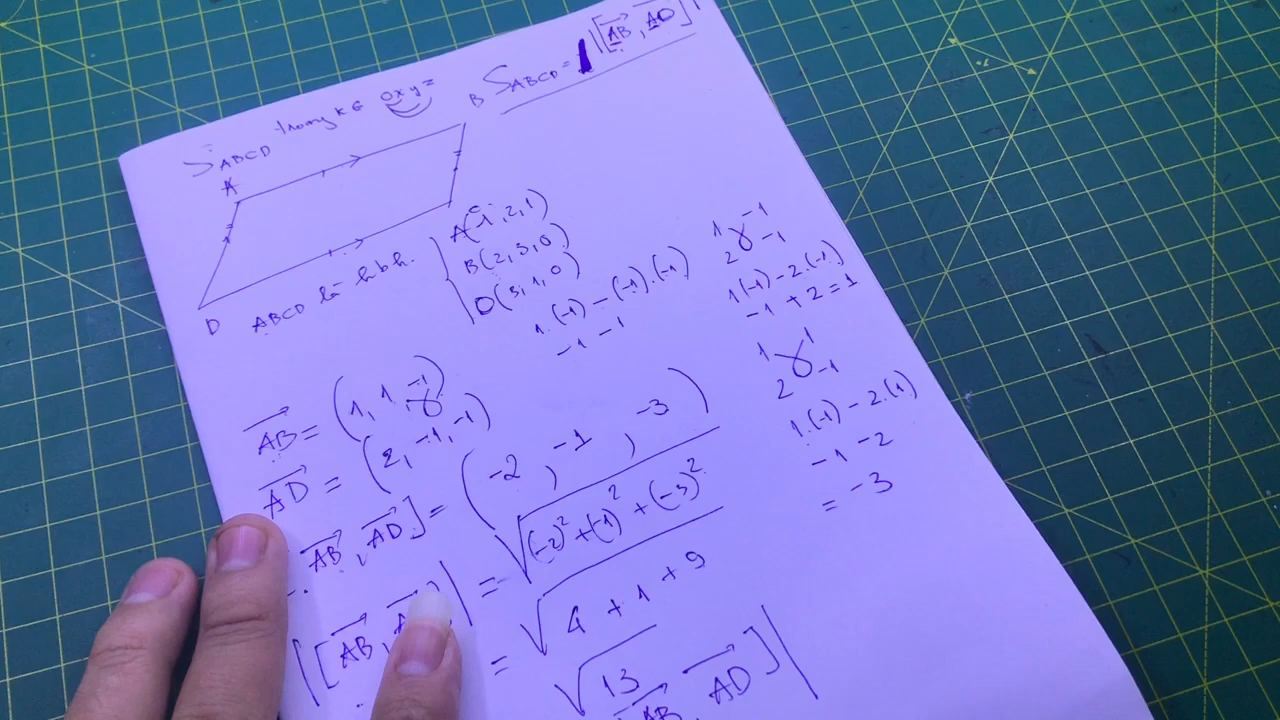 S_ABCD trong KG Oxyz
B S_ABCD = |[AB, AD]|
A
A(1, 2, 1)
B(2, 3, 0)
D(3, 1, 0)
D ABCD là hbh.
1.(-1) - (-1).(-1)
-1 -1
1 -1
2 -1
1(-1) - 2.(-1)
-1 + 2 = 1
1 1
2 -1
1.(-1) - 2.(1)
-1 -2
= -3
AB = (1, 1, -1)
AD = (2, -1, -1)
[AB, AD] = (-2, -1, -3)
|[AB, AD]| = √(-2)² + (-1)² + (-3)²
= √4 + 1 + 9
√13
AB, AD]|